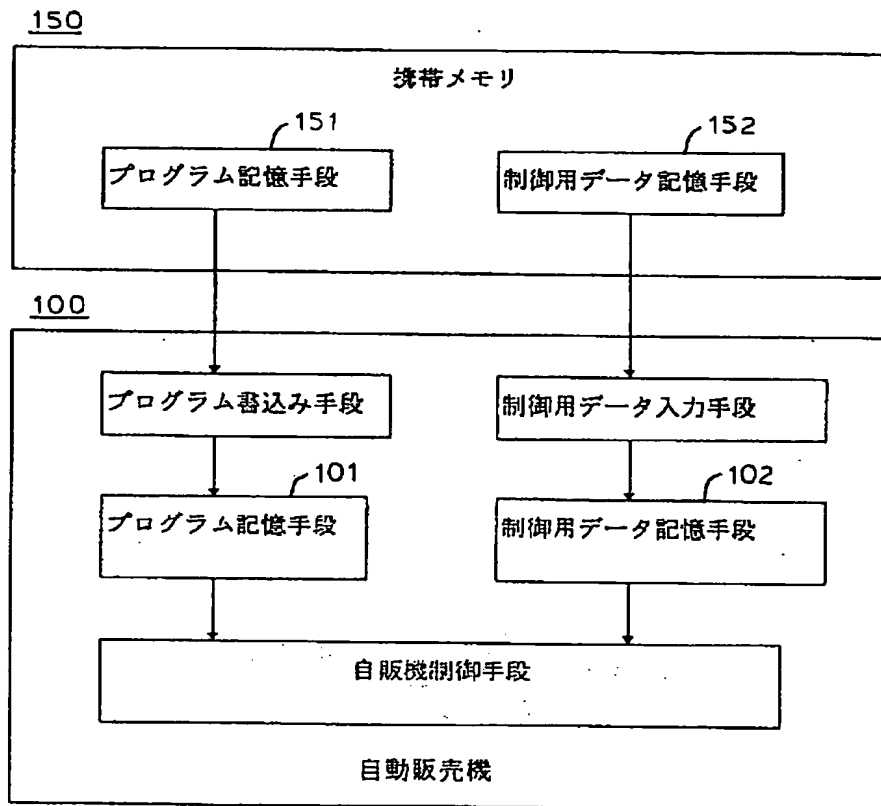 150
携帯メモリ
151
152
プログラム記憶手段
制御用データ記憶手段
100
プログラム書込み手段
制御用データ入力手段
101
102
プログラム記憶手段
制御用データ記憶手段
自販機制御手段
自動販売機